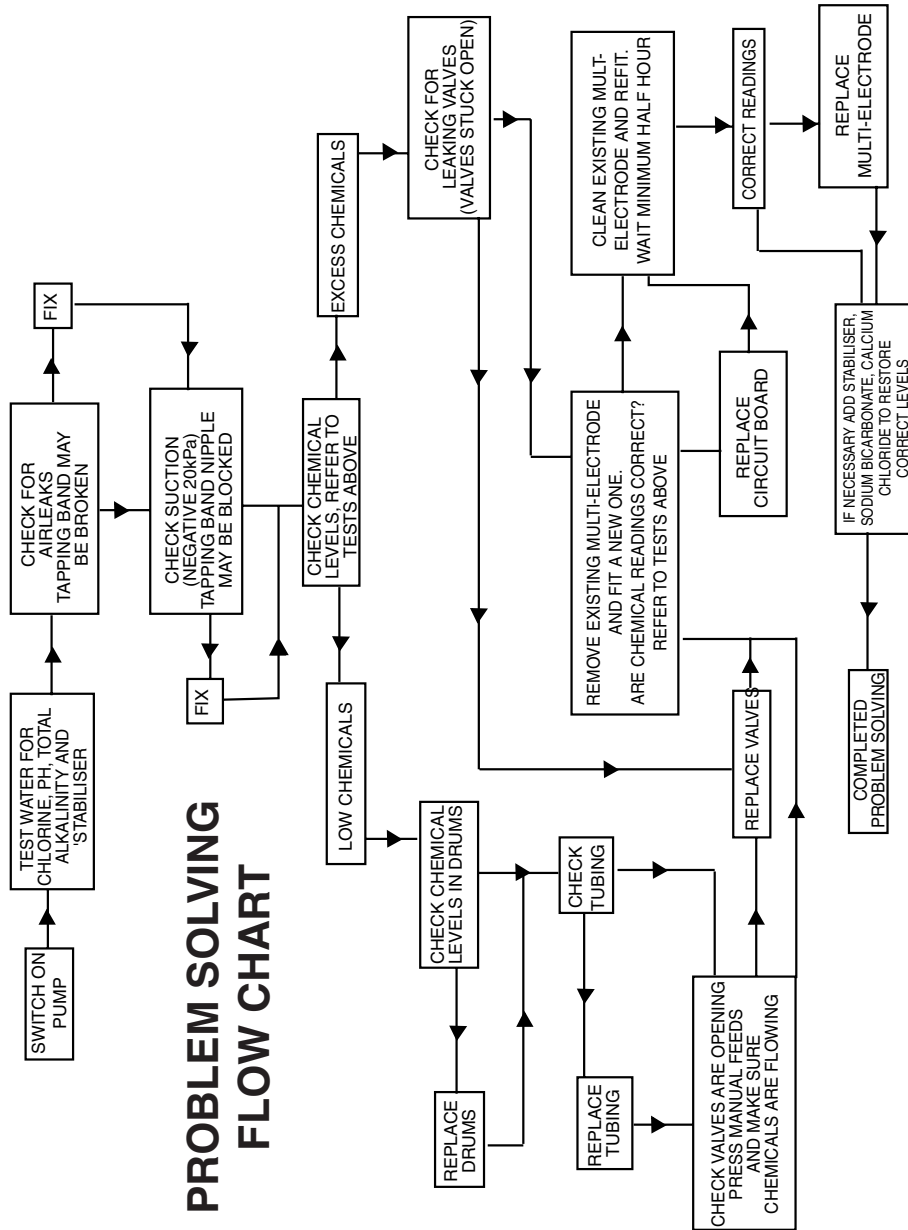 PROBLEM SOLVING
FLOW CHART
SWITCH ON
PUMP
TEST WATER FOR
CHLORINE, PH, TOTAL
ALKALINITY AND
'STABILISER
CHECK FOR
AIRLEAKS
TAPPING BAND MAY
BE BROKEN
FIX
CHECK SUCTION
(NEGATIVE 20kPa)
TAPPING BAND NIPPLE
MAY BE BLOCKED
FIX
CHECK CHEMICAL
LEVELS, REFER TO
TESTS ABOVE
LOW CHEMICALS
EXCESS CHEMICALS
CHECK CHEMICAL
LEVELS IN DRUMS
CHECK FOR
LEAKING VALVES
(VALVES STUCK OPEN)
REPLACE
DRUMS
CHECK
TUBING
REPLACE
TUBING
REMOVE EXISTING MULTI-ELECTRODE
AND FIT A NEW ONE.
ARE CHEMICAL READINGS CORRECT?
REFER TO TESTS ABOVE
CLEAN EXISTING MULT-
ELECTRODE AND REFIT.
WAIT MINIMUM HALF HOUR
CHECK VALVES ARE OPENING
PRESS MANUAL FEEDS
AND MAKE SURE
CHEMICALS ARE FLOWING
REPLACE VALVES
REPLACE
CIRCUIT BOARD
CORRECT READINGS
REPLACE
MULTI-ELECTRODE
IF NECESSARY ADD STABILISER,
SODIUM BICARBONATE, CALCIUM
CHLORIDE TO RESTORE
CORRECT LEVELS
COMPLETED
PROBLEM SOLVING